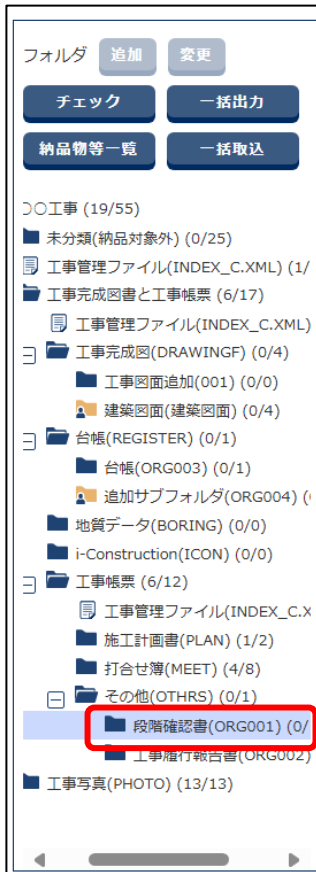 フォルダ 追加 変更
チェック 一括出力
納品物等一覧 一括取込
〇〇工事 (19/55)
未分類(納品対象外) (0/25)
工事管理ファイル(INDEX_C.XML) (1/
工事完成図書と工事帳票 (6/17)
工事管理ファイル(INDEX_C.XML)
工事完成図(DRAWINGF) (0/4)
工事図面追加(001) (0/0)
建築図面(建築図面) (0/4)
台帳(REGISTER) (0/1)
台帳(ORG003) (0/1)
追加サブフォルダ(ORG004) (
地質データ(BORING) (0/0)
i-Construction(ICON) (0/0)
工事帳票 (6/12)
工事管理ファイル(INDEX_C.X
施工計画書(PLAN) (1/2)
打合せ簿(MEET) (4/8)
その他(OTHRS) (0/1)
段階確認書(ORG001) (0/
工事履行報告書(ORG002)
工事写真(PHOTO) (13/13)